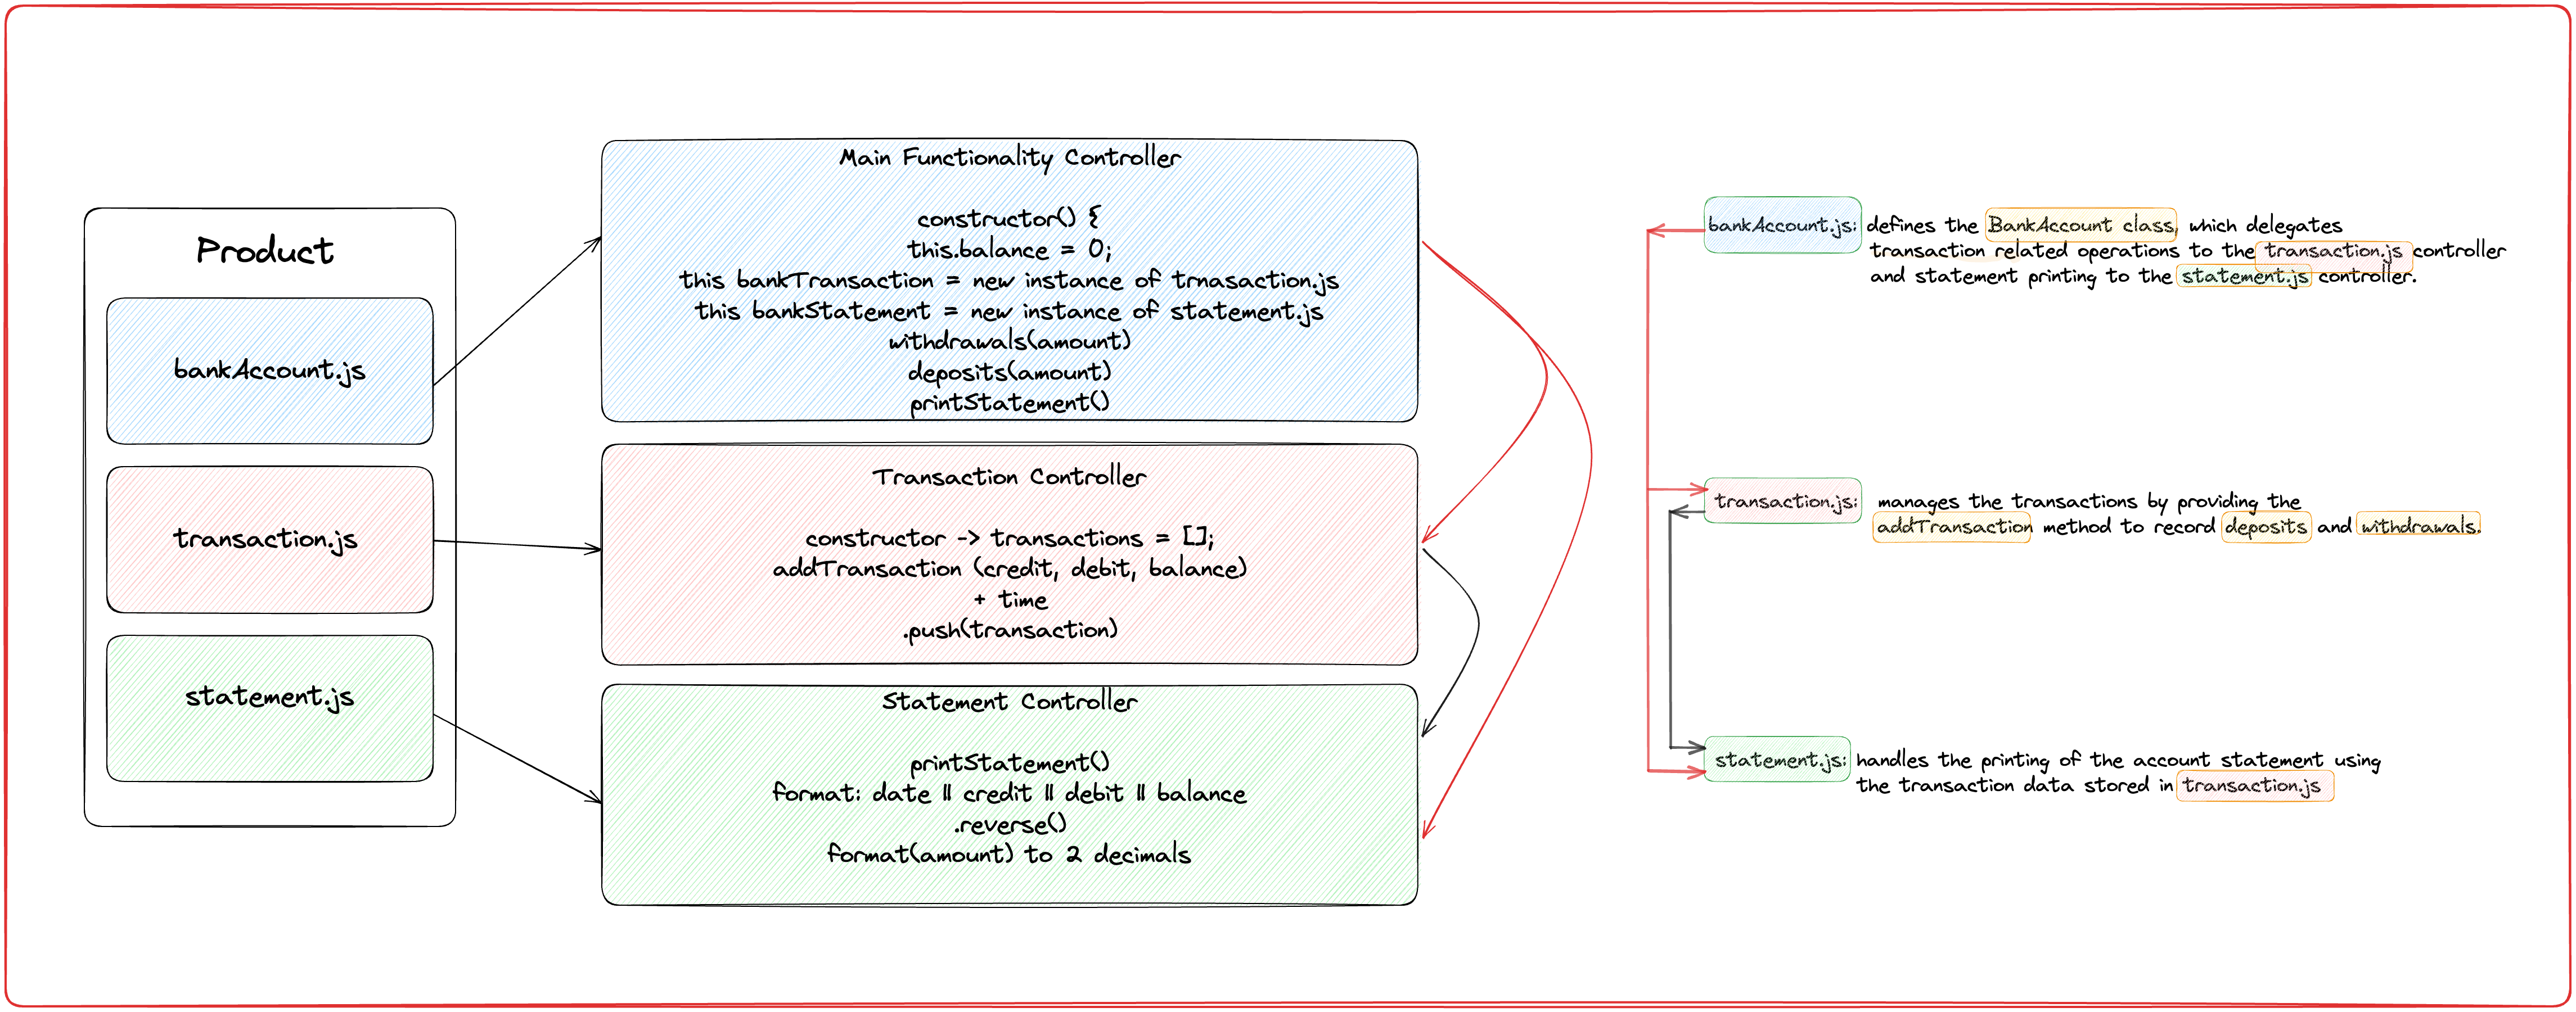 Product
bankAccount.js
transaction.js
statement.js
Main Functionality Controller
constructor() {
this.balance = 0;
this bankTransaction = new instance of trnasaction.js
this bankStatement = new instance of statement.js
withdrawals(amount)
deposits(amount)
printStatement()
Transaction Controller
constructor -> transactions = [];
addTransaction (credit, debit, balance)
+ time
.push(transaction)
Statement Controller
printStatement()
format: date || credit || debit || balance
.reverse()
format(amount) to 2 decimals
bankAccount.js: defines the BankAccount class, which delegates
transaction related operations to the transaction.js controller
and statement printing to the statement.js controller.
transaction.js: manages the transactions by providing the
addTransaction method to record deposits and withdrawals.
statement.js: handles the printing of the account statement using
the transaction data stored in transaction.js